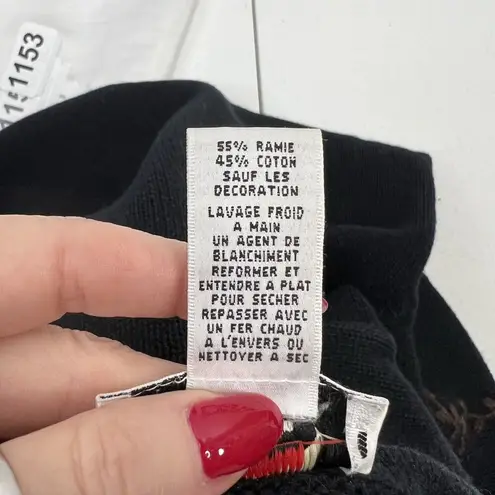 1151153
55% RAMIE
45% COTON
SAUF LES
DECORATION
LAVAGE FROID
A MAIN
UN AGENT DE
BLANCHIMENT
REFORMER ET
ENTENDRE A PLAT
POUR SECHER
REPASSER AVEC
UN FER CHAUD
A L'ENVERS OU
NETTOYER A SEC